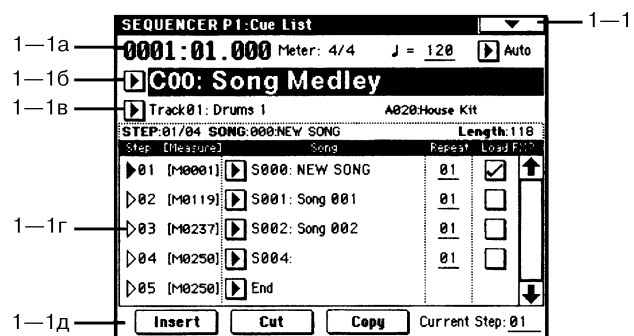 SEQUENCER P1:Cue List
1—1
1—1а
0001:01.000 Meter: 4/4 ♩ = 120 Auto
1—1б
C00: Song Medley
1—1в
Track01: Drums 1 A020:House Kit
STEP:01/04 SONG:000:NEW SONG Length:118
Step [Measure] Song Repeat Load FX?
01 [M0001] S000: NEW SONG 01
02 [M0119] S001: Song 001 01
1—1г
03 [M0237] S002: Song 002 01
04 [M0250] S004: 01
05 [M0250] End
1—1д
Insert Cut Copy Current Step: 01